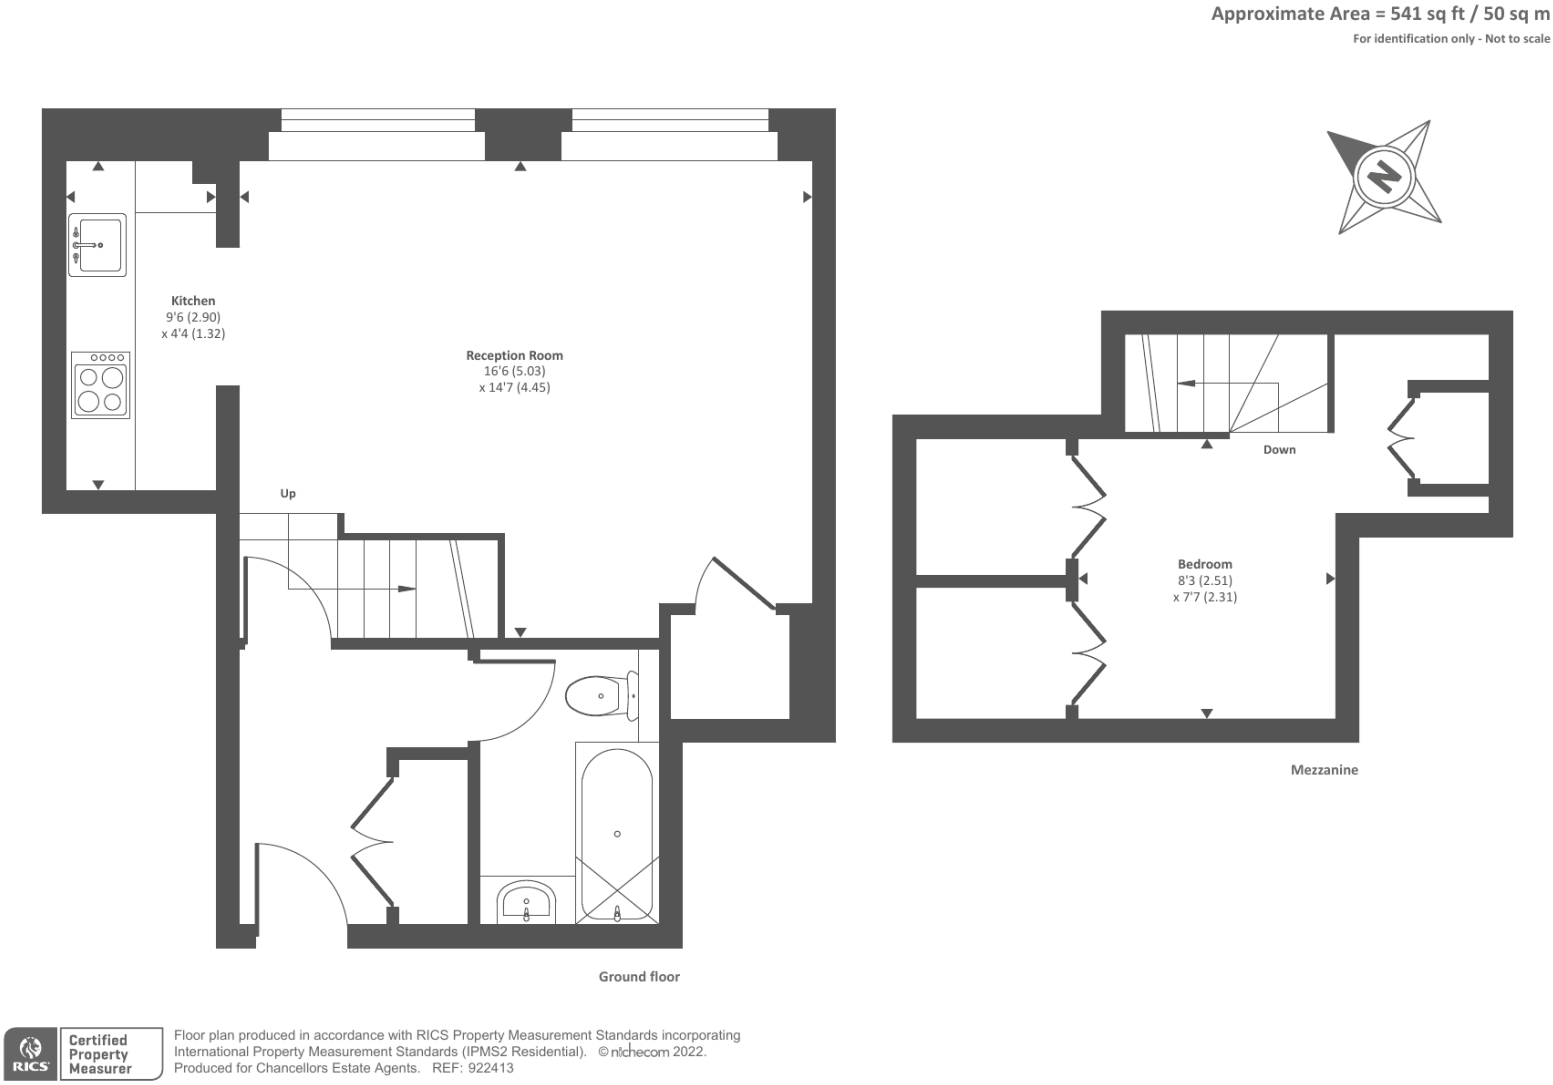 Approximate Area = 541 sq ft / 50 sq m
For identification only - Not to scale
N
Kitchen
9'6 (2.90)
x 4'4 (1.32)
Reception Room
16'6 (5.03)
x 14'7 (4.45)
Up
Down
Bedroom
8'3 (2.51)
x 7'7 (2.31)
Mezzanine
Ground floor
RICS
Certified
Property
Measurer
Floor plan produced in accordance with RICS Property Measurement Standards incorporating
International Property Measurement Standards (IPMS2 Residential). © nichecom 2022.
Produced for Chancellors Estate Agents. REF: 922413